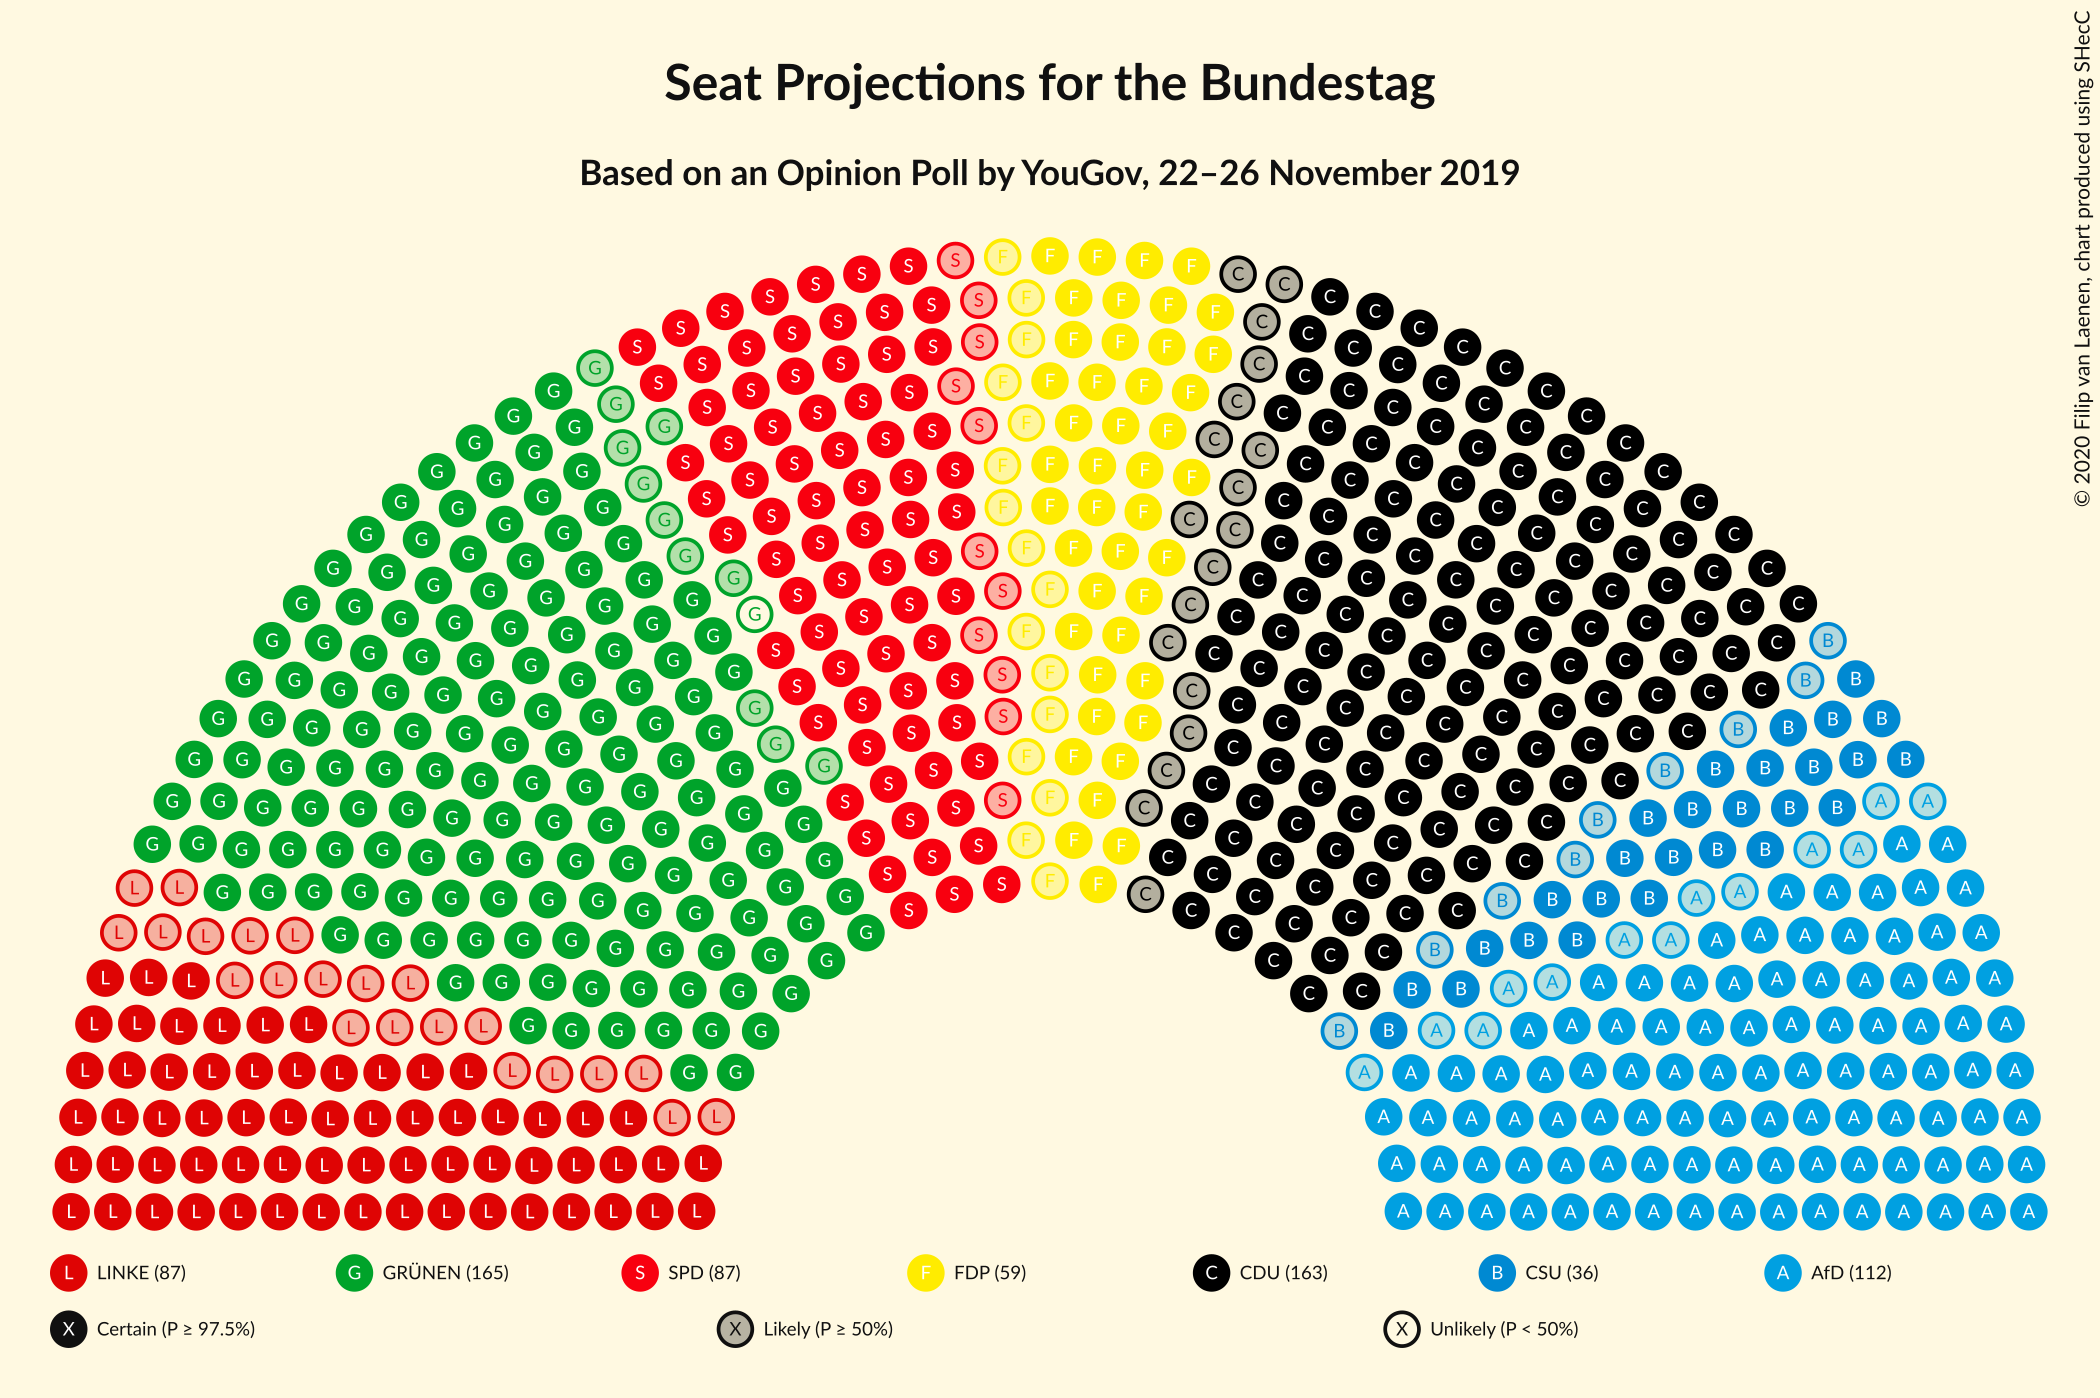 Seat Projections for the Bundestag
Based on an Opinion Poll by YouGov, 22–26 November 2019
© 2020 Filip van Laenen, chart produced using SHecC
L LINKE (87) G GRÜNEN (165) S SPD (87) F FDP (59) C CDU (163) B CSU (36) A AfD (112)
X Certain (P ≥ 97.5%) X Likely (P ≥ 50%) X Unlikely (P < 50%)